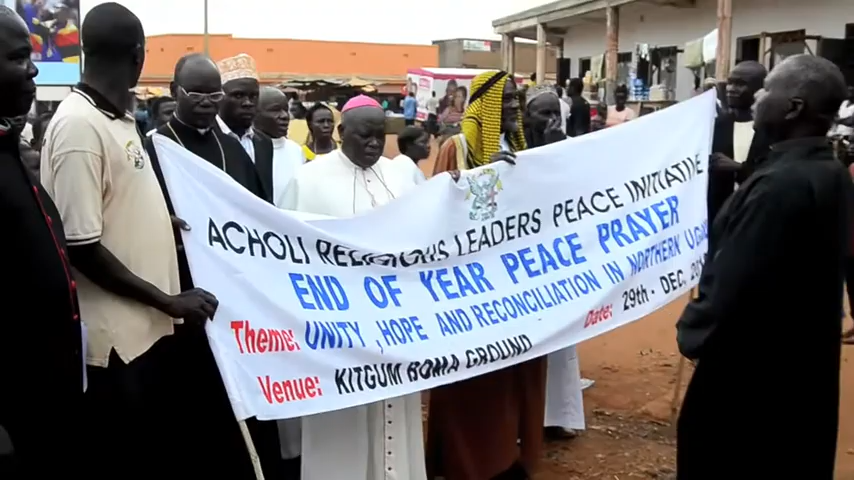 ACHOLI RELIGIOUS LEADERS PEACE INITIATIVE
END OF YEAR PEACE PRAYER
Theme: UNITY, HOPE AND RECONCILIATION IN NORTHERN
Venue: KITGUM BOMA GROUND Date: 29th - DEC.